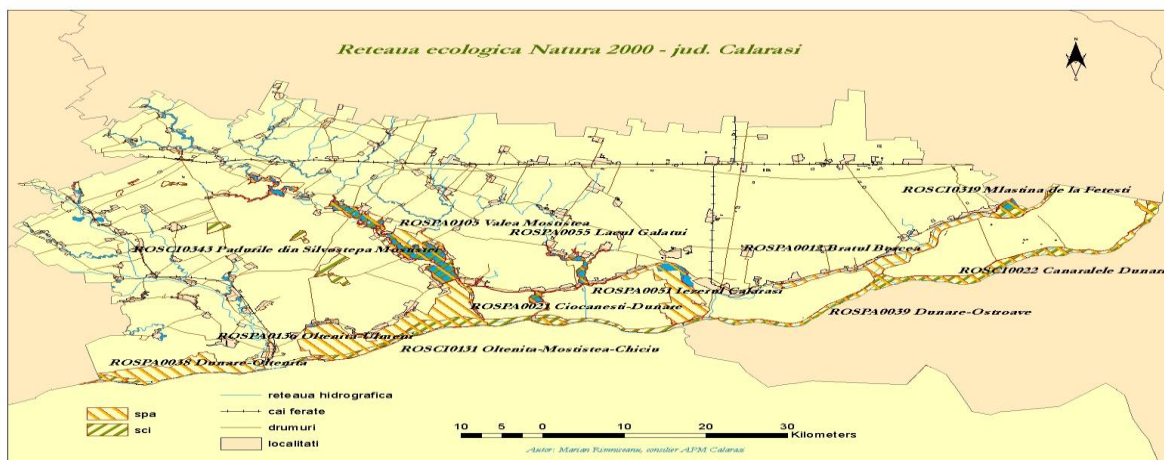 Reteaua ecologica Natura 2000 - jud. Calarasi
ROSCI0319 Mlastina de la Fetesti
ROSPA0105 Valea Mostistea
ROSPA0055 Lacul Galatui
ROSCI0343 Padurile din Silvostepa
ROSPA0012 Bratul Borcea
ROSCI0022 Canaralele Dunarii
ROSPA0051 Iezerul Calarasi
ROSPA0021 Ciocanesti-Dunare
ROSPA0039 Dunare-Ostroave
ROSPA0136 Oltenita-Ulmeni
ROSCI0131 Oltenita-Mostistea-Chiciu
ROSPA0038 Dunare-Oltenita
reteaua hidrografica
spa
cai ferate
sci
drumuri
localitati
10 5 0 10 20 30
Kilometers
Autor: Marian Rimniceanu, consilier APM Calarasi